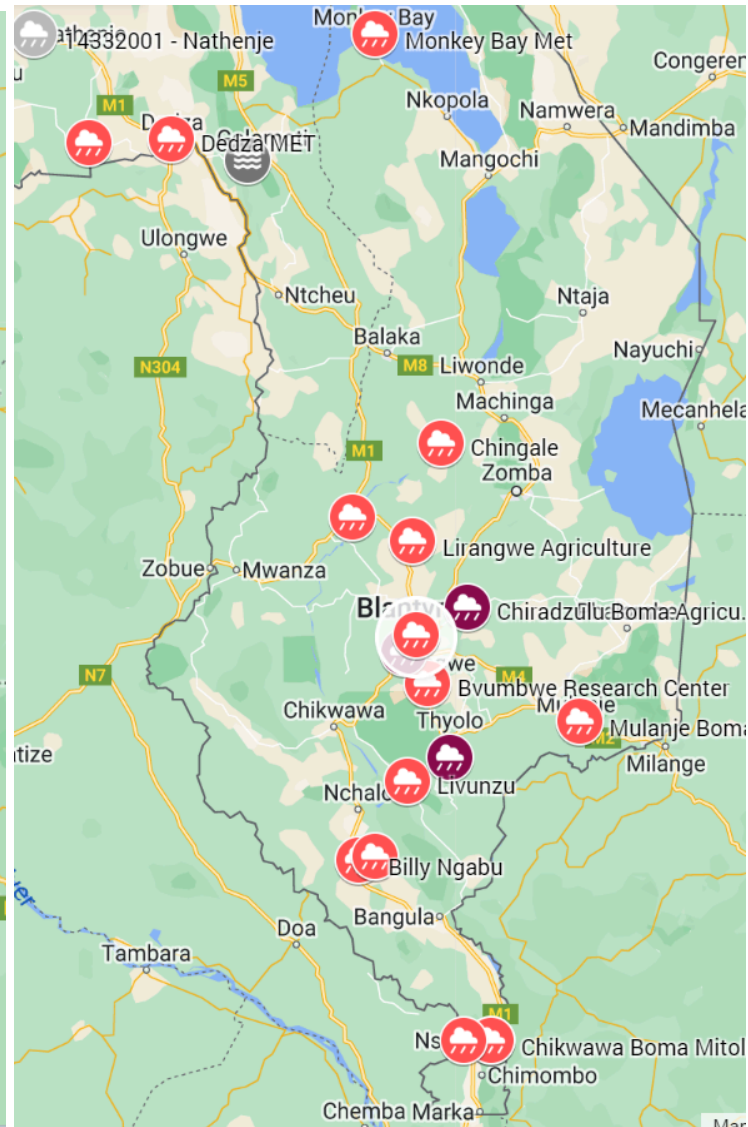 Monkey Bay
14332001 - Nathenje
Monkey Bay Met
Congeren
M5
M1
Nkopola
Namwera
Mandimba
Dedza MET
Mangochi
Ulongwe
Ntcheu
Ntaja
Balaka
Nayuchi
N304
M8
Liwonde
Machinga
Mecanhela
M1
Chingale
Zomba
Lirangwe Agriculture
Zobue
Mwanza
Chiradzulu Boma Agricu.
N7
M4
Bvumbwe Research Center
Chikwawa
Thyolo
Mulanje Boma
M2
Milange
Livunzu
Nchalo
Billy Ngabu
Bangula
Doa
Tambara
M1
Chikwawa Boma Mitol
Chimombo
Chemba
Marka